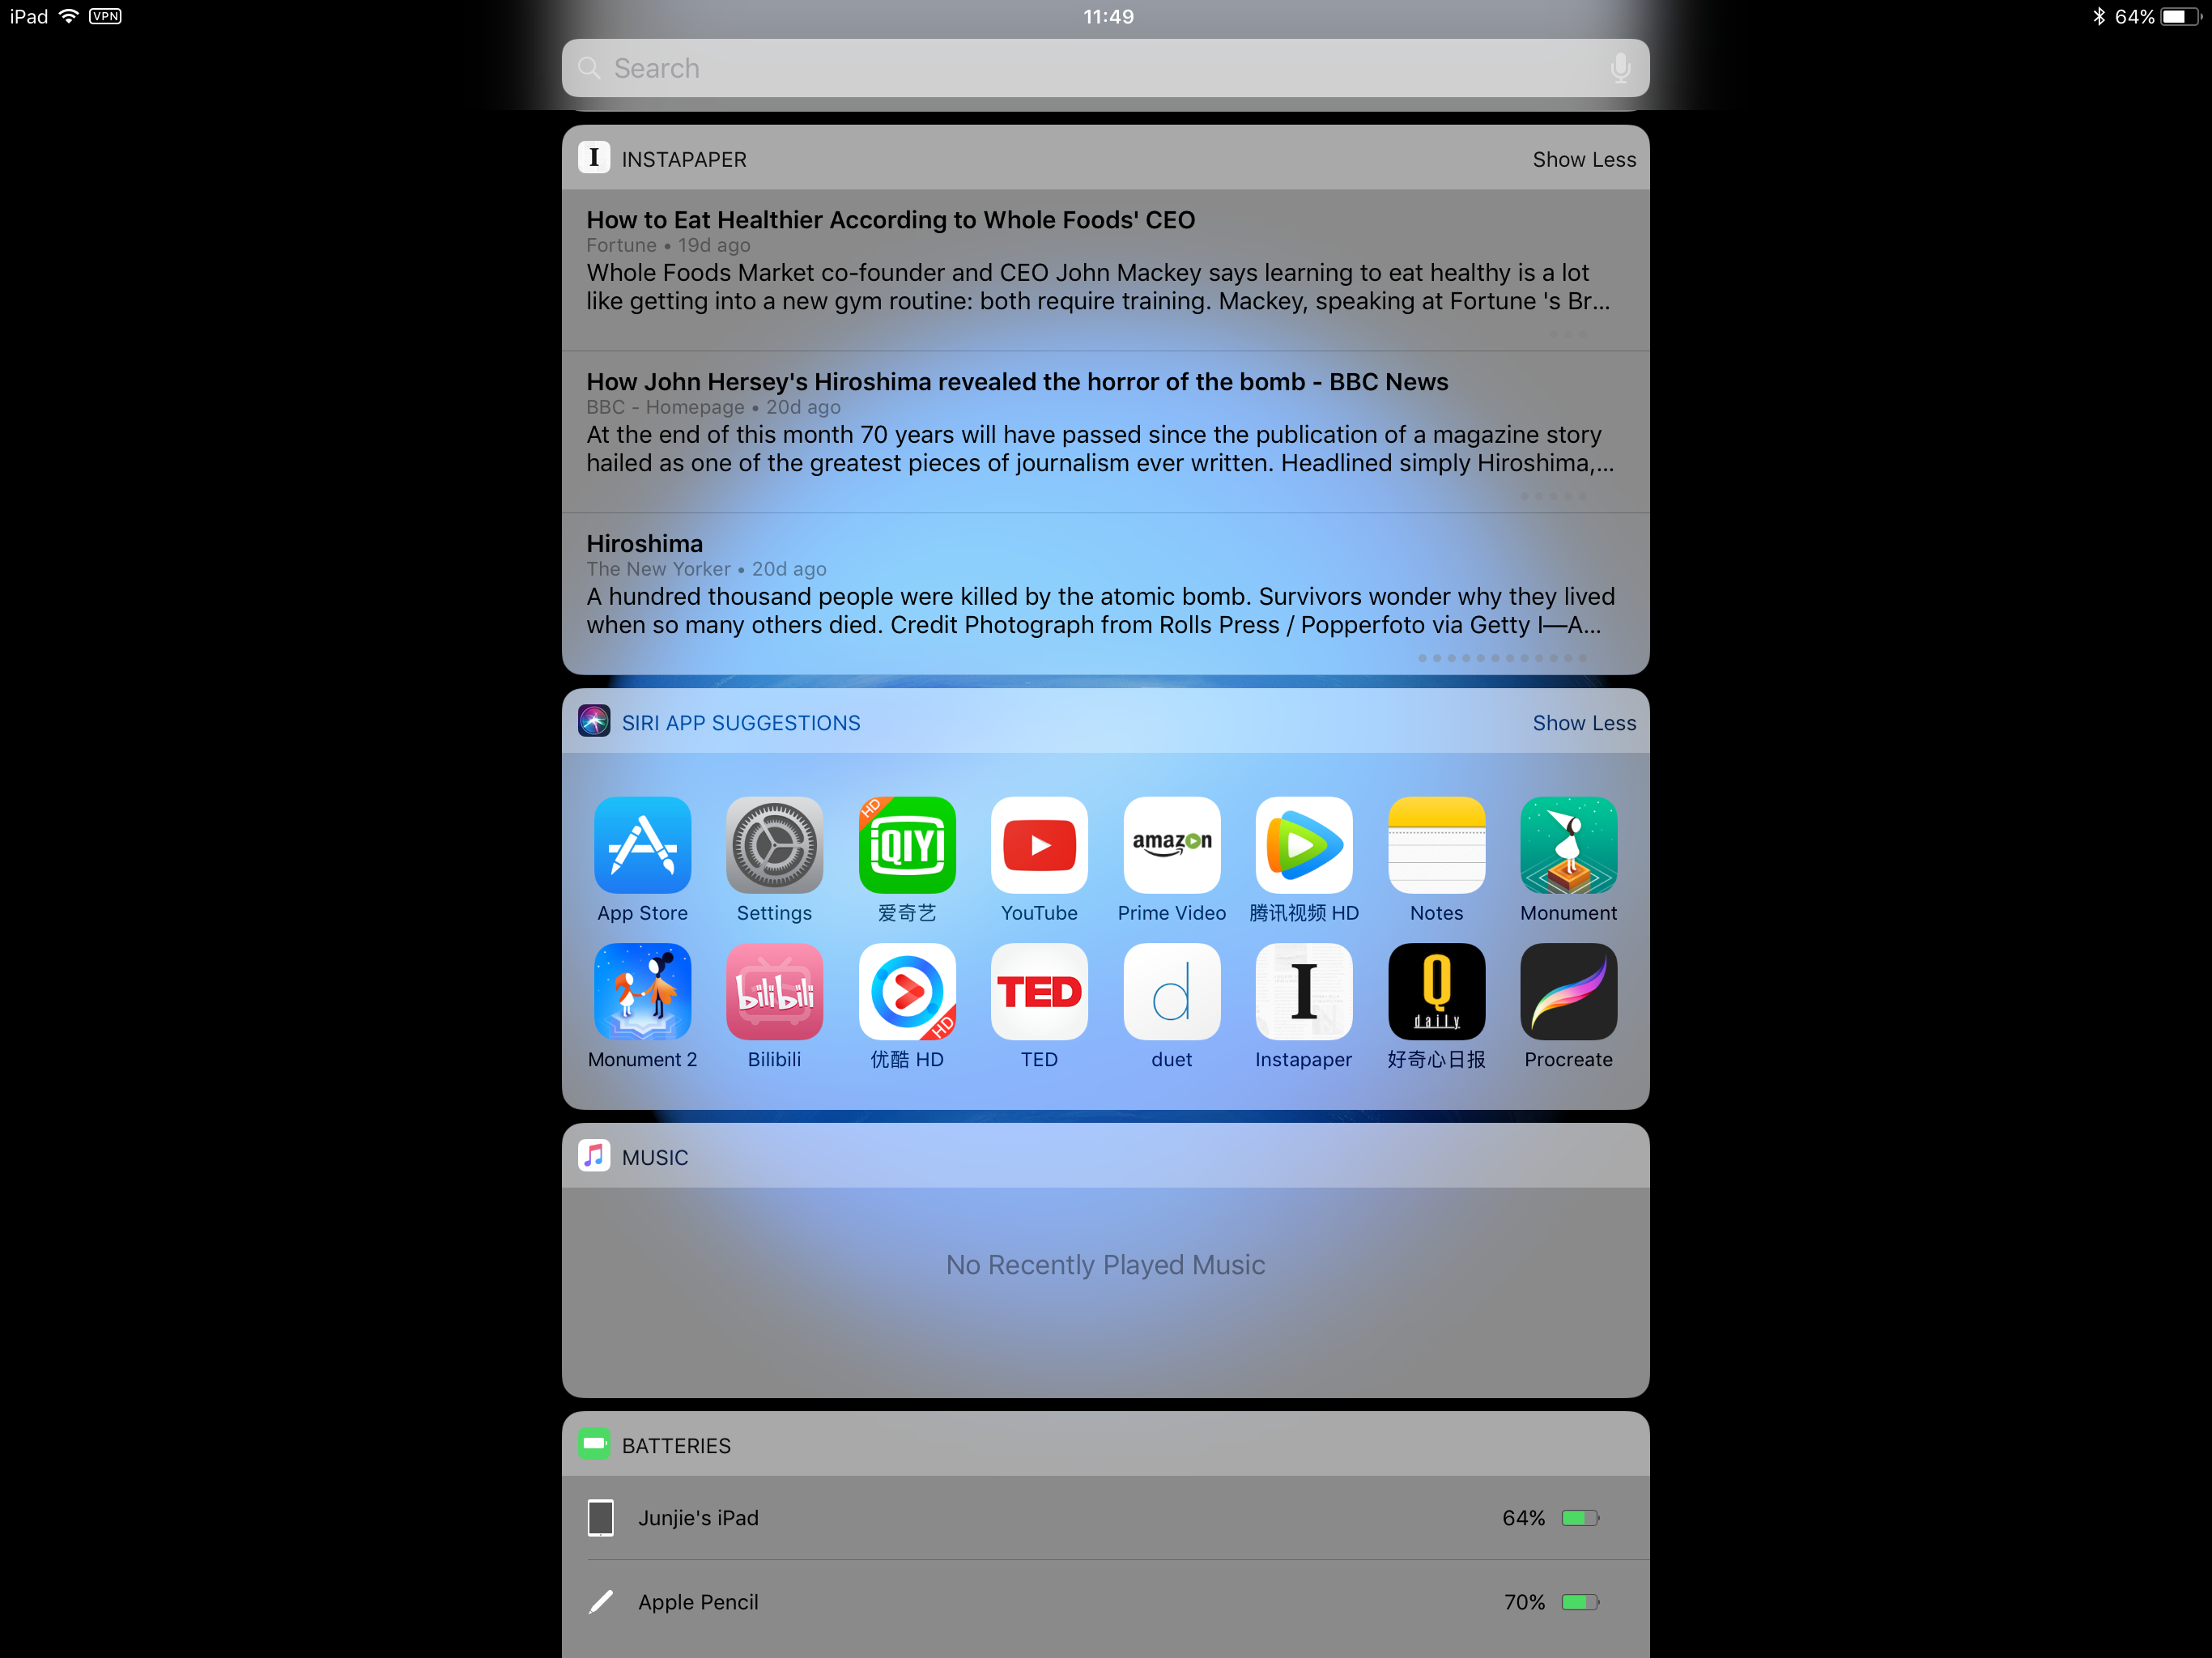 iPad VPN 11:49 64%
Search
INSTAPAPER Show Less
How to Eat Healthier According to Whole Foods' CEO
Fortune • 19d ago
Whole Foods Market co-founder and CEO John Mackey says learning to eat healthy is a lot
like getting into a new gym routine: both require training. Mackey, speaking at Fortune 's Br...
How John Hersey's Hiroshima revealed the horror of the bomb - BBC News
BBC - Homepage • 20d ago
At the end of this month 70 years will have passed since the publication of a magazine story
hailed as one of the greatest pieces of journalism ever written. Headlined simply Hiroshima,...
Hiroshima
The New Yorker • 20d ago
A hundred thousand people were killed by the atomic bomb. Survivors wonder why they lived
when so many others died. Credit Photograph from Rolls Press / Popperfoto via Getty I—A...
SIRI APP SUGGESTIONS Show Less
HD iQIYI amazon
App Store Settings 爱奇艺 YouTube Prime Video 腾讯视频 HD Notes Monument
bilibili HD TED d I Q daily
Monument 2 Bilibili 优酷 HD TED duet Instapaper 好奇心日报 Procreate
MUSIC
No Recently Played Music
BATTERIES
Junjie's iPad 64%
Apple Pencil 70%